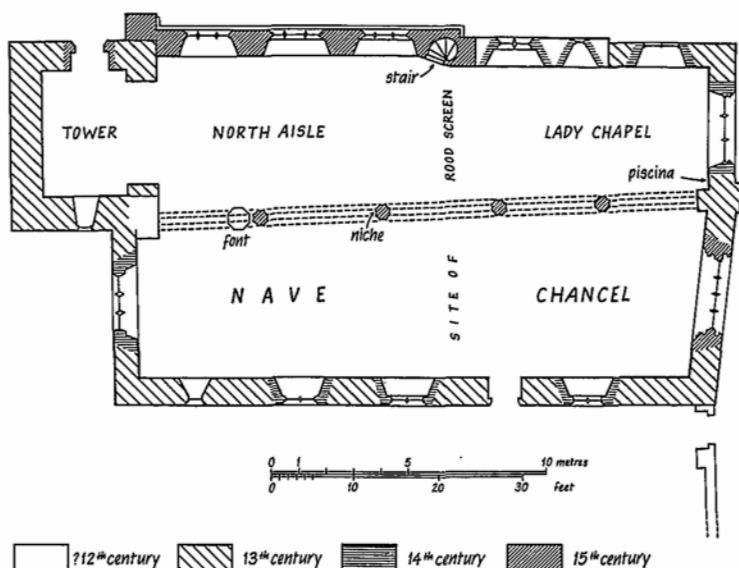 stair
TOWER
NORTH AISLE
ROOD SCREEN
LADY CHAPEL
piscina
font
niche
NAVE
SITE OF
CHANCEL
0 1 5 10 metres
0 10 20 30 feet
?12th century
13th century
14th century
15th century